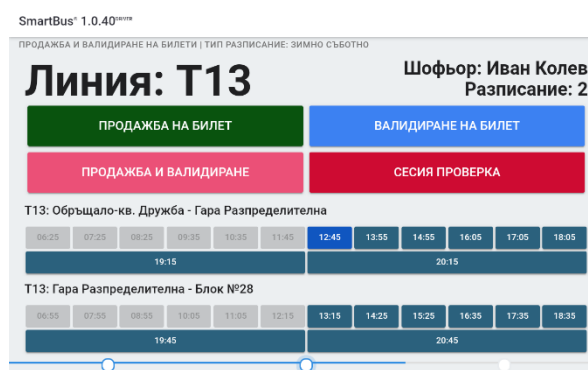 SmartBus® 1.0.40
ПРОДАЖБА И ВАЛИДИРАНЕ НА БИЛЕТИ | ТИП РАЗПИСАНИЕ: ЗИМНО СЪБОТНО
Линия: Т13
Шофьор: Иван Колев
Разписание: 2
ПРОДАЖБА НА БИЛЕТ
ВАЛИДИРАНЕ НА БИЛЕТ
ПРОДАЖБА И ВАЛИДИРАНЕ
СЕСИЯ ПРОВЕРКА
Т13: Обръщало-кв. Дружба - Гара Разпределителна
06:25 07:25 08:25 09:35 10:35 11:45 12:45 13:55 14:55 16:05 17:05 18:05
19:15 20:15
Т13: Гара Разпределителна - Блок №28
06:55 07:55 08:55 10:05 11:05 12:15 13:15 14:25 15:25 16:35 17:35 18:35
19:45 20:45